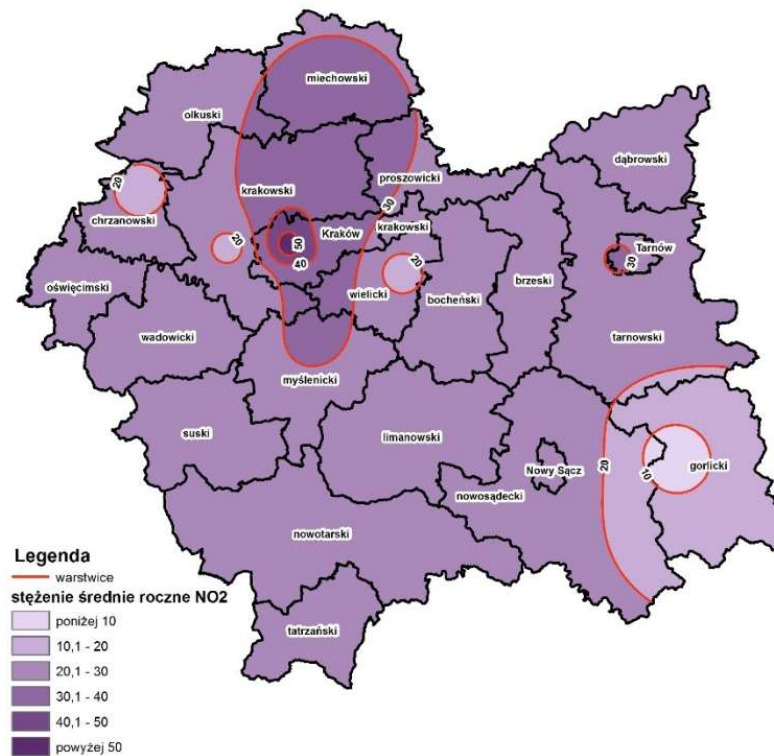 miechowski
olkuski
dąbrowski
proszowicki
20
krakowski
chrzanowski
30
Kraków
krakowski
50
20
40
Tarnów
20
30
oświęcimski
wielicki
bocheński
brzeski
wadowicki
tarnowski
myślenicki
suski
limanowski
20
gorlicki
10
Nowy Sącz
nowosądecki
nowotarski
tatrzański
Legenda
warstwice
stężenie średnie roczne NO2
poniżej 10
10,1 - 20
20,1 - 30
30,1 - 40
40,1 - 50
powyżej 50